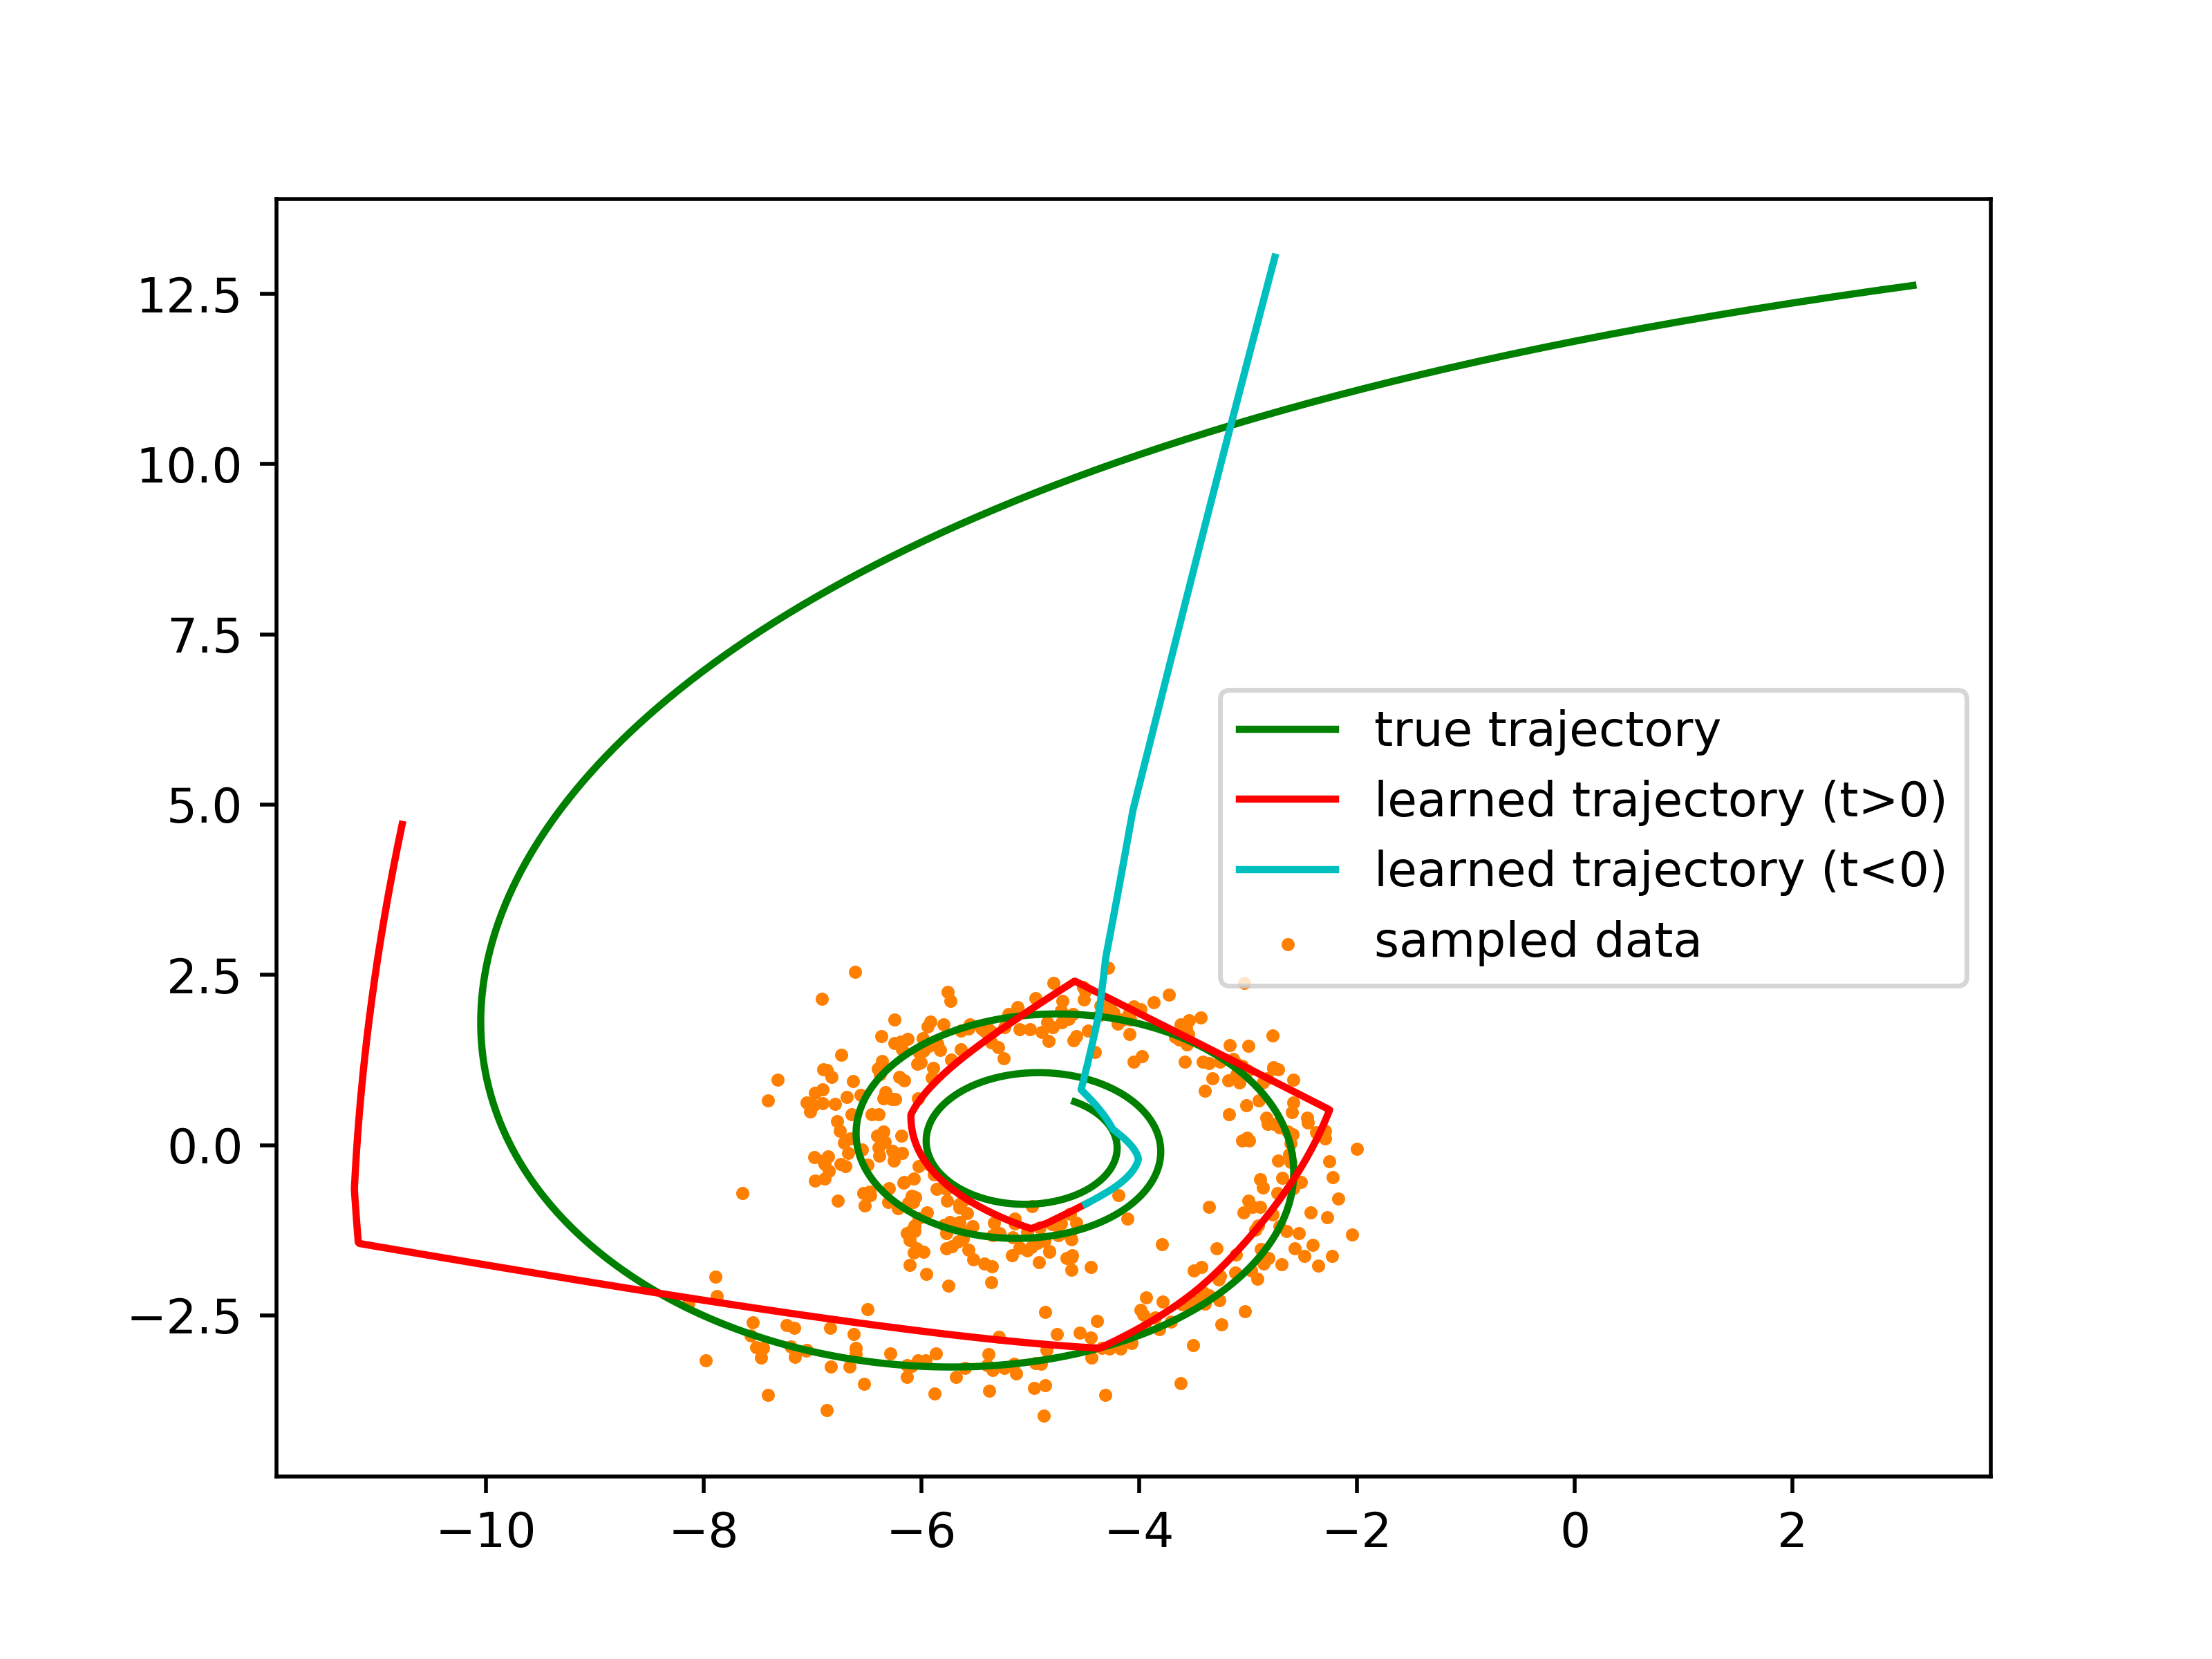 12.5
10.0
7.5
5.0
2.5
0.0
−2.5
true trajectory
learned trajectory (t>0)
learned trajectory (t<0)
sampled data
−10 −8 −6 −4 −2 0 2